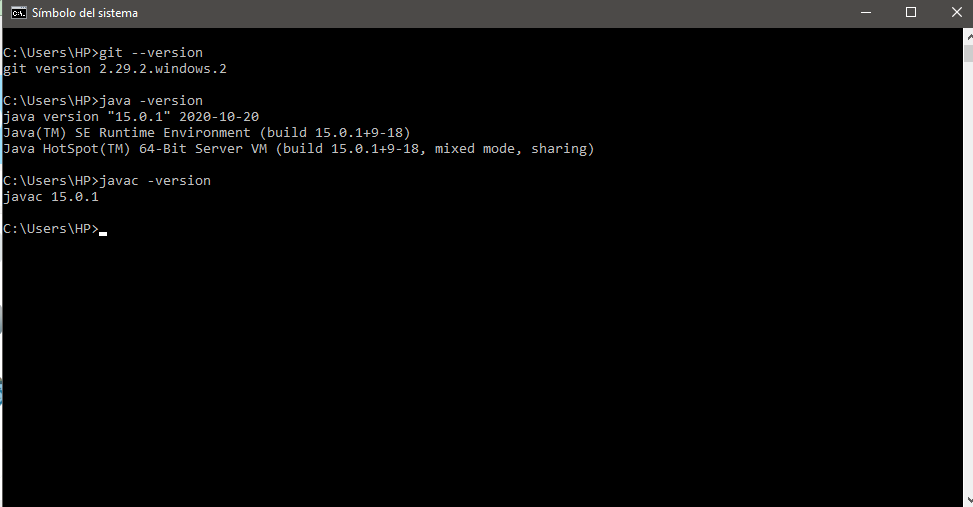 Símbolo del sistema
C:\Users\HP>git --version
git version 2.29.2.windows.2
C:\Users\HP>java -version
java version "15.0.1" 2020-10-20
Java(TM) SE Runtime Environment (build 15.0.1+9-18)
Java HotSpot(TM) 64-Bit Server VM (build 15.0.1+9-18, mixed mode, sharing)
C:\Users\HP>javac -version
javac 15.0.1
C:\Users\HP>